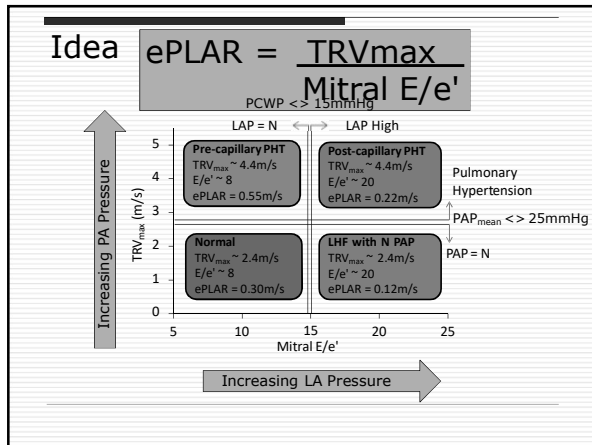 Idea
ePLAR = TRVmax
Mitral E/e'
PCWP <> 15mmHg
LAP = N
LAP High
Increasing PA Pressure
TRVmax (m/s)
5
4
3
2
1
0
Pre-capillary PHT
TRVmax ~ 4.4m/s
E/e' ~ 8
ePLAR = 0.55m/s
Post-capillary PHT
TRVmax ~ 4.4m/s
E/e' ~ 20
ePLAR = 0.22m/s
Pulmonary
Hypertension
PAPmean <> 25mmHg
PAP = N
Normal
TRVmax ~ 2.4m/s
E/e' ~ 8
ePLAR = 0.30m/s
LHF with N PAP
TRVmax ~ 2.4m/s
E/e' ~ 20
ePLAR = 0.12m/s
5 10 15 20 25
Mitral E/e'
Increasing LA Pressure